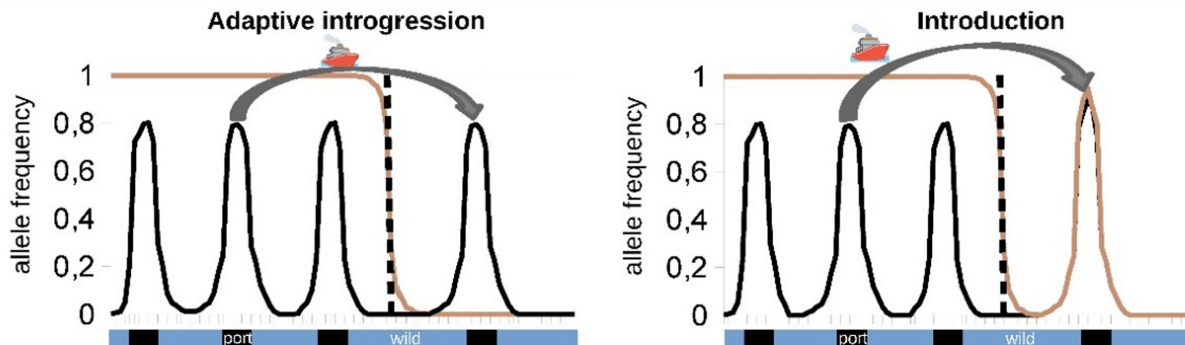 Adaptive introgression
allele frequency
1
0,8
0,6
0,4
0,2
0
port
wild
Introduction
allele frequency
1
0,8
0,6
0,4
0,2
0
port
wild